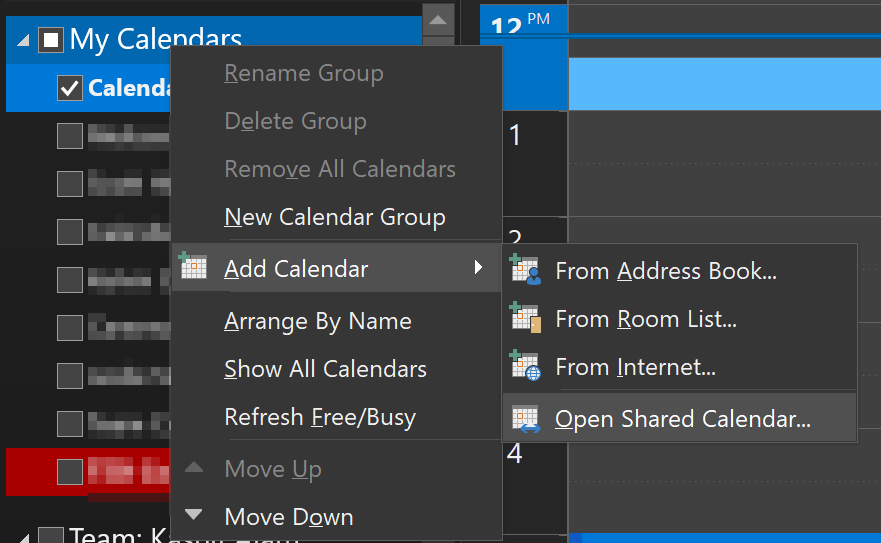 My Calendars
12 PM
Rename Group
Delete Group
Remove All Calendars
New Calendar Group
Add Calendar
Arrange By Name
Show All Calendars
Refresh Free/Busy
Move Up
Move Down
1
2
From Address Book...
From Room List...
From Internet...
Open Shared Calendar...
4
Team: